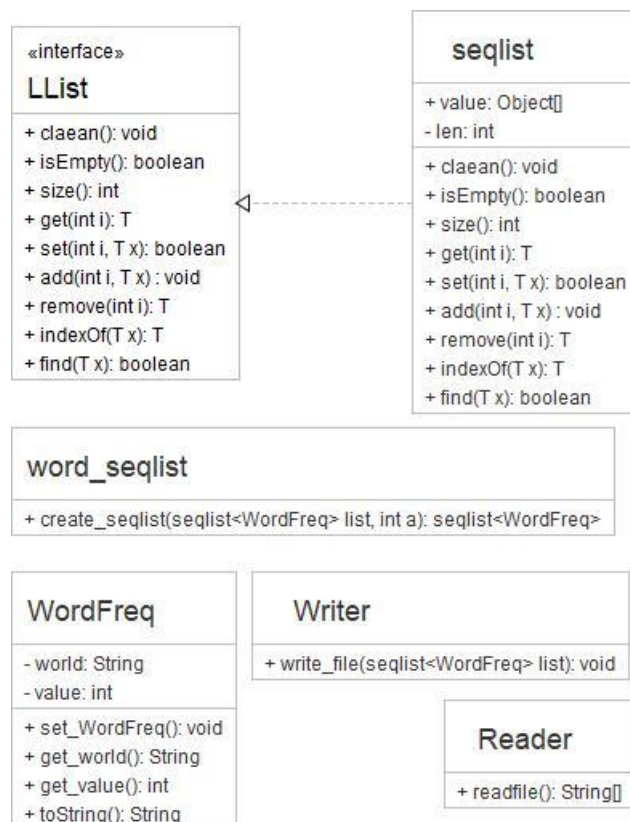 «interface»
LList
+ claean(): void
+ isEmpty(): boolean
+ size(): int
+ get(int i): T
+ set(int i, T x): boolean
+ add(int i, T x) : void
+ remove(int i): T
+ indexOf(T x): T
+ find(T x): boolean
seqlist
+ value: Object[]
- len: int
+ claean(): void
+ isEmpty(): boolean
+ size(): int
+ get(int i): T
+ set(int i, T x): boolean
+ add(int i, T x) : void
+ remove(int i): T
+ indexOf(T x): T
+ find(T x): boolean
word_seqlist
+ create_seqlist(seqlist<WordFreq> list, int a): seqlist<WordFreq>
WordFreq
- world: String
- value: int
+ set_WordFreq(): void
+ get_world(): String
+ get_value(): int
+ toString(): String
Writer
+ write_file(seqlist<WordFreq> list): void
Reader
+ readfile(): String[]